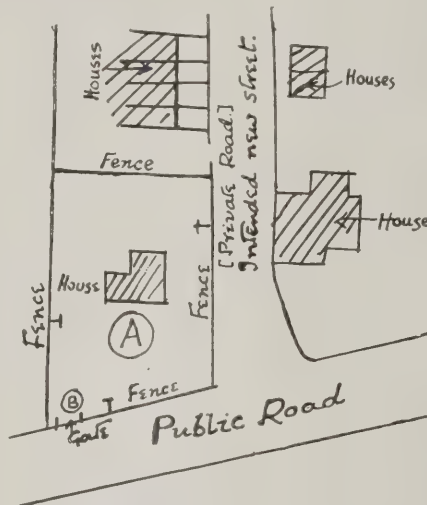 Houses
Houses
[Private Road.]
Intended new street.
Fence
House
House
Fence
Fence
A
B
Fence
Gate
Public Road